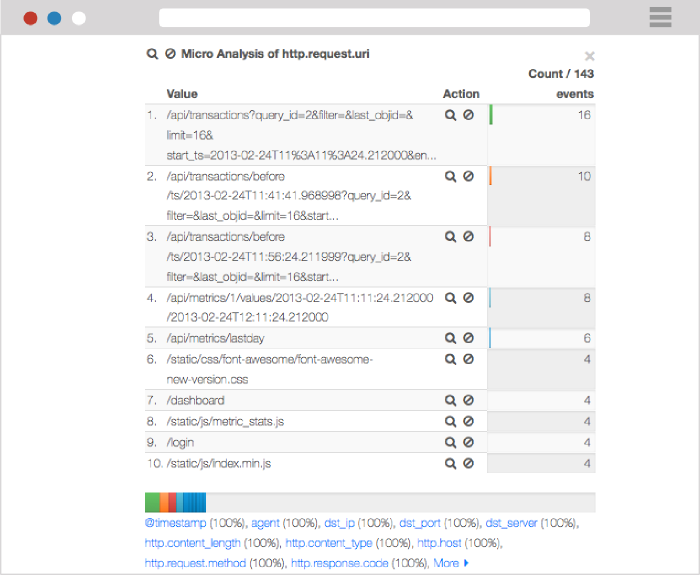 Micro Analysis of http.request.uri
Count / 143
Value Action events
1. /api/transactions?query_id=2&filter=&last_objid=& 16
limit=16&
start_ts=2013-02-24T11%3A11%3A24.212000&en...
2. /api/transactions/before 10
/ts/2013-02-24T11:41:41.968998?query_id=2&
filter=&last_objid=&limit=16&start...
3. /api/transactions/before 8
/ts/2013-02-24T11:56:24.211999?query_id=2&
filter=&last_objid=&limit=16&start...
4. /api/metrics/1/values/2013-02-24T11:11:24.212000 8
/2013-02-24T12:11:24.212000
5. /api/metrics/lastday 6
6. /static/css/font-awesome/font-awesome- 4
new-version.css
7. /dashboard 4
8. /static/js/metric_stats.js 4
9. /login 4
10. /static/js/index.min.js 4
@timestamp (100%), agent (100%), dst_ip (100%), dst_port (100%), dst_server (100%),
http.content_length (100%), http.content_type (100%), http.host (100%),
http.request.method (100%), http.response.code (100%), More